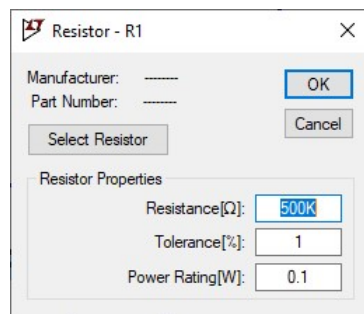 Resistor - R1
Manufacturer: --------
Part Number: --------
OK
Cancel
Select Resistor
Resistor Properties
Resistance[Ω]: 500K
Tolerance[%]: 1
Power Rating[W]: 0.1